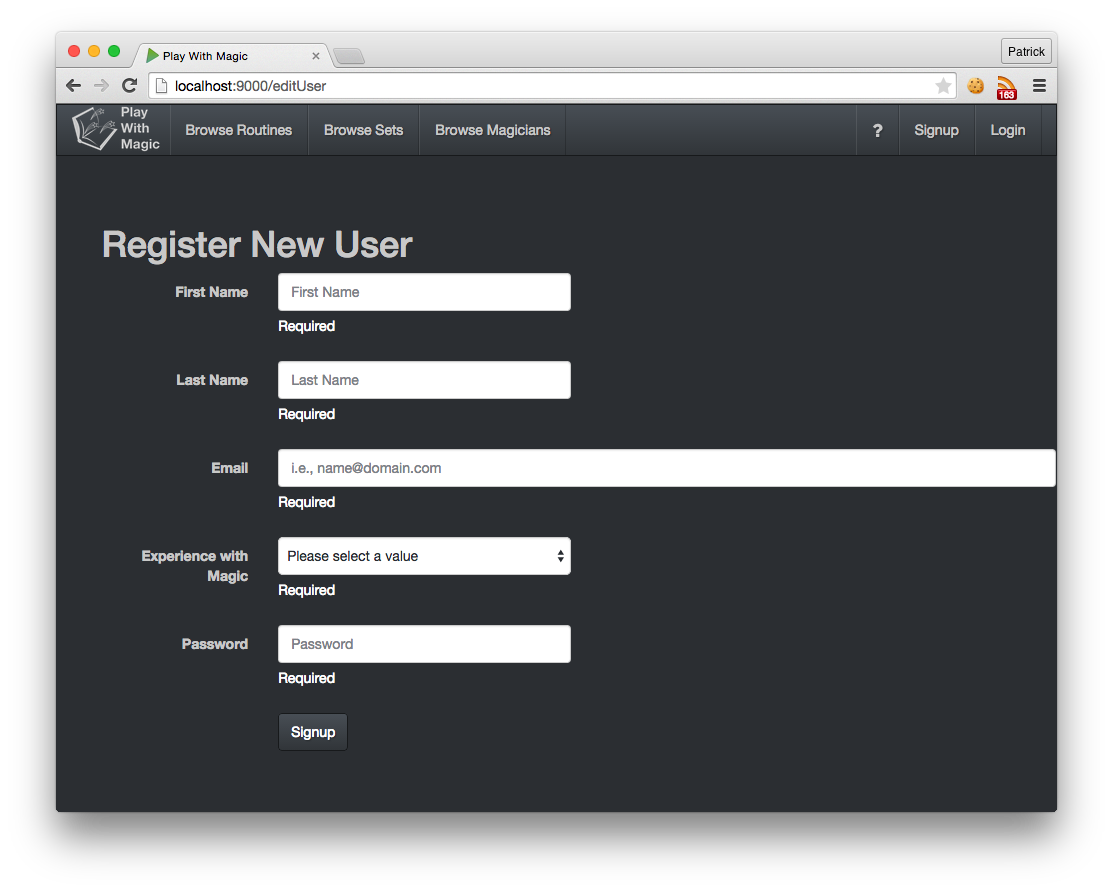 Play With Magic
Patrick
localhost:9000/editUser
163
Play
With
Magic
Browse Routines
Browse Sets
Browse Magicians
?
Signup
Login
Register New User
First Name
First Name
Required
Last Name
Last Name
Required
Email
i.e., name@domain.com
Required
Experience with
Magic
Please select a value
Required
Password
Password
Required
Signup